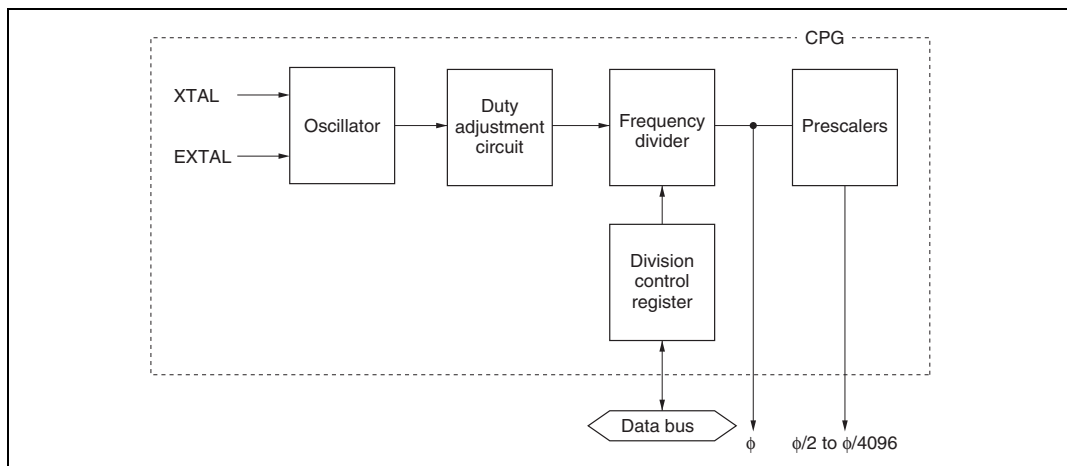 CPG
XTAL
EXTAL
Oscillator
Duty
adjustment
circuit
Frequency
divider
Prescalers
Division
control
register
Data bus
ϕ
ϕ/2 to ϕ/4096